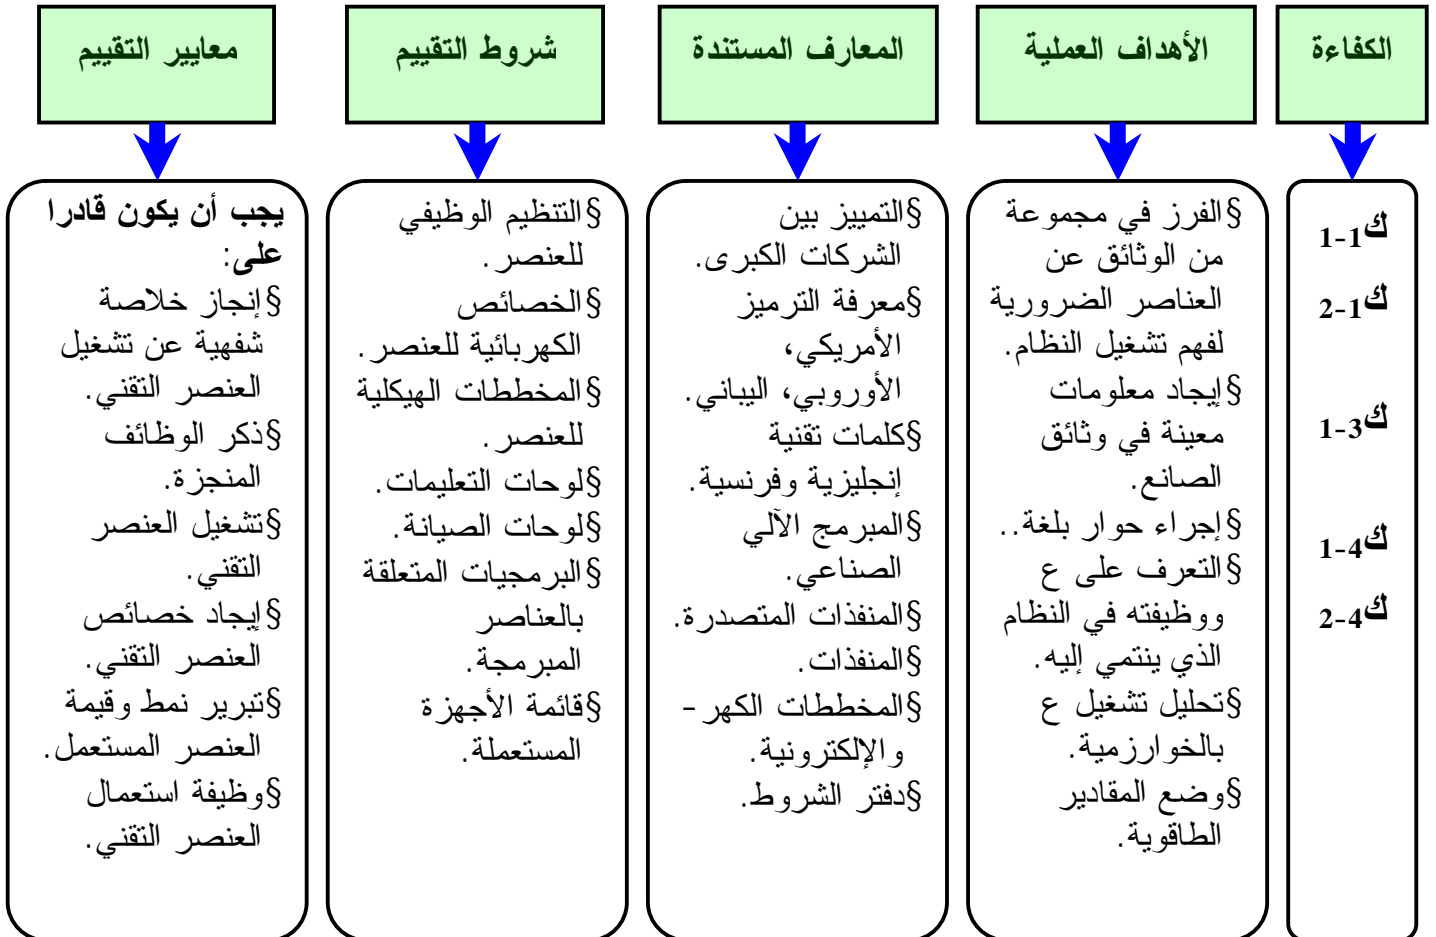 الكفاءة
الأهداف العملية
المعارف المستندة
شروط التقييم
معايير التقييم
ك1-1
ك1-2
ك3-1
ك4-1
ك4-2
§الفرز في مجموعة
من الوثائق عن
العناصر الضرورية
لفهم تشغيل النظام.
§إيجاد معلومات
معينة في وثائق
الصانع.
§إجراء حوار بلغة..
§التعرف على ع
ووظيفته في النظام
الذي ينتمي إليه.
§تحليل تشغيل ع
بالخوارزمية.
§وضع المقادير
الطاقوية.
§التمييز بين
الشركات الكبرى.
§معرفة الترميز
الأمريكي،
الأوروبي، اليباني.
§كلمات تقنية
إنجليزية وفرنسية.
§المبرمج الآلي
الصناعي.
§المنفذات المتصدرة.
§المنفذات.
§المخططات الكهر-
والإلكترونية.
§دفتر الشروط.
§التنظيم الوظيفي
للعنصر.
§الخصائص
الكهربائية للعنصر.
§المخططات الهيكلية
للعنصر.
§لوحات التعليمات.
§لوحات الصيانة.
§البرمجيات المتعلقة
بالعناصر
المبرمجة.
§قائمة الأجهزة
المستعملة.
يجب أن يكون قادرا
على:
§إنجاز خلاصة
شفهية عن تشغيل
العنصر التقني.
§ذكر الوظائف
المنجزة.
§تشغيل العنصر
التقني.
§إيجاد خصائص
العنصر التقني.
§تبرير نمط وقيمة
العنصر المستعمل.
§وظيفة استعمال
العنصر التقني.